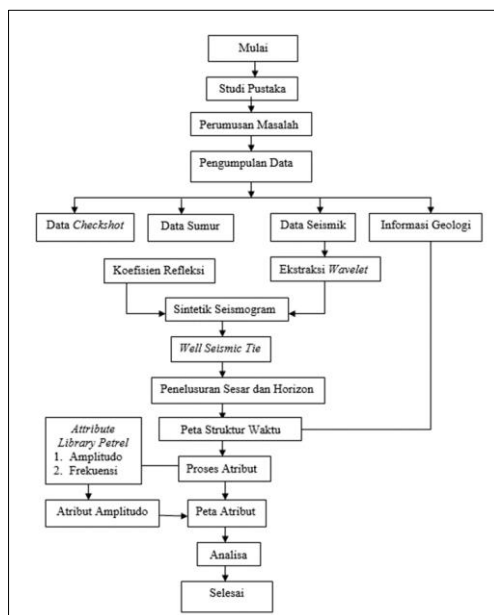 Mulai
Studi Pustaka
Perumusan Masalah
Pengumpulan Data
Data Checkshot
Data Sumur
Data Seismik
Informasi Geologi
Koefisien Refleksi
Ekstraksi Wavelet
Sintetik Seismogram
Well Seismic Tie
Penelusuran Sesar dan Horizon
Peta Struktur Waktu
Attribute
Library Petrel
1. Amplitudo
2. Frekuensi
Proses Atribut
Atribut Amplitudo
Peta Atribut
Analisa
Selesai